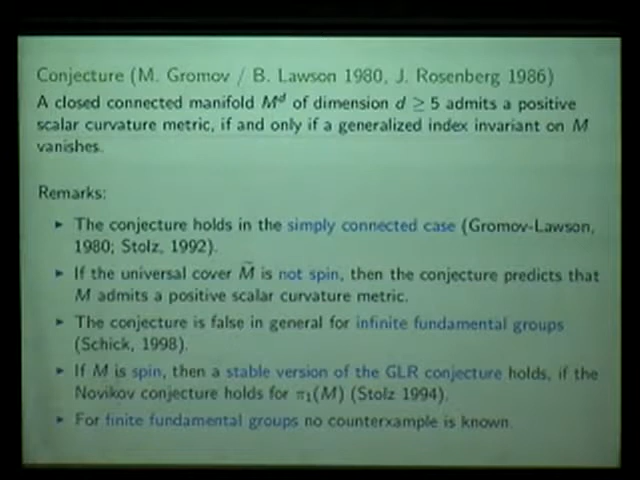 Conjecture (M. Gromov / B. Lawson 1980, J. Rosenberg 1986)
A closed connected manifold Mᵈ of dimension d ≥ 5 admits a positive
scalar curvature metric, if and only if a generalized index invariant on M
vanishes.
Remarks:
► The conjecture holds in the simply connected case (Gromov-Lawson,
1980; Stolz, 1992).
► If the universal cover M̃ is not spin, then the conjecture predicts that
M admits a positive scalar curvature metric.
► The conjecture is false in general for infinite fundamental groups
(Schick, 1998).
► If M is spin, then a stable version of the GLR conjecture holds, if the
Novikov conjecture holds for π₁(M) (Stolz 1994).
► For finite fundamental groups no counterxample is known.